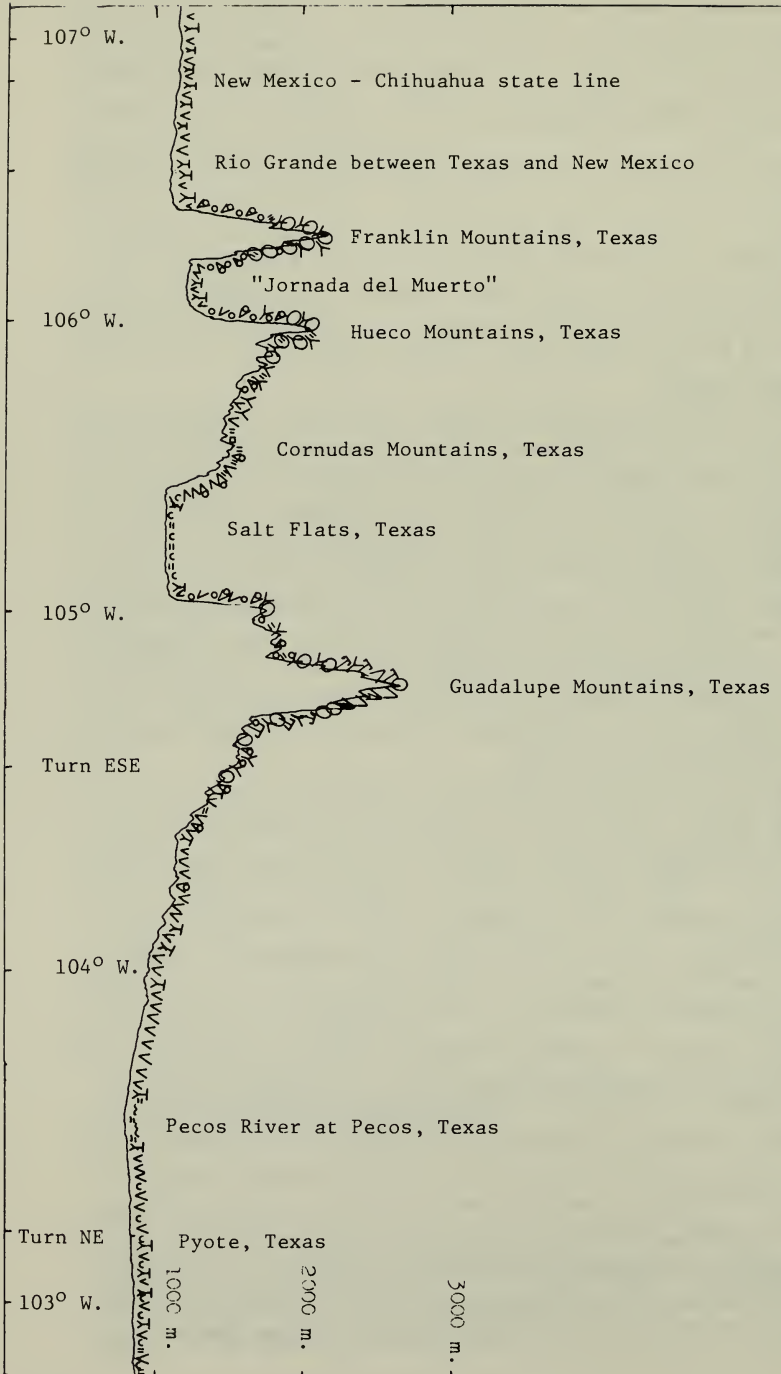 107° W.
New Mexico - Chihuahua state line
Rio Grande between Texas and New Mexico
Franklin Mountains, Texas
"Jornada del Muerto"
106° W.
Hueco Mountains, Texas
Cornudas Mountains, Texas
Salt Flats, Texas
105° W.
Guadalupe Mountains, Texas
Turn ESE
104° W.
Pecos River at Pecos, Texas
Turn NE
Pyote, Texas
103° W.
1000 m.
2000 m.
3000 m.